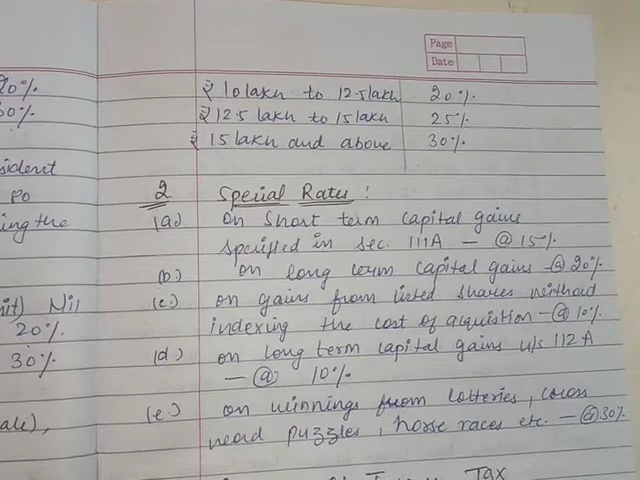 Page
Date
20%
30%
₹ 10 lakh to 12.5 lakh 20%
₹ 12.5 lakh to 15 lakh 25%
₹ 15 lakh and above 30%
sident
Po
ing the
nit) Nil
20%
30%
ale),
2 Special Rates :
(a.) on short term capital gains
specified in sec. 111A — @ 15%
(b.) on long term capital gains - @ 20%
(c.) on gains from listed shares without
indexing the cost of acquistion - @ 10%
(d.) on long term capital gains u/s 112 A
— @ 10%
(e.) on winnings from lotteries, cross
word puzzles, horse races etc. — @ 30%
Tax